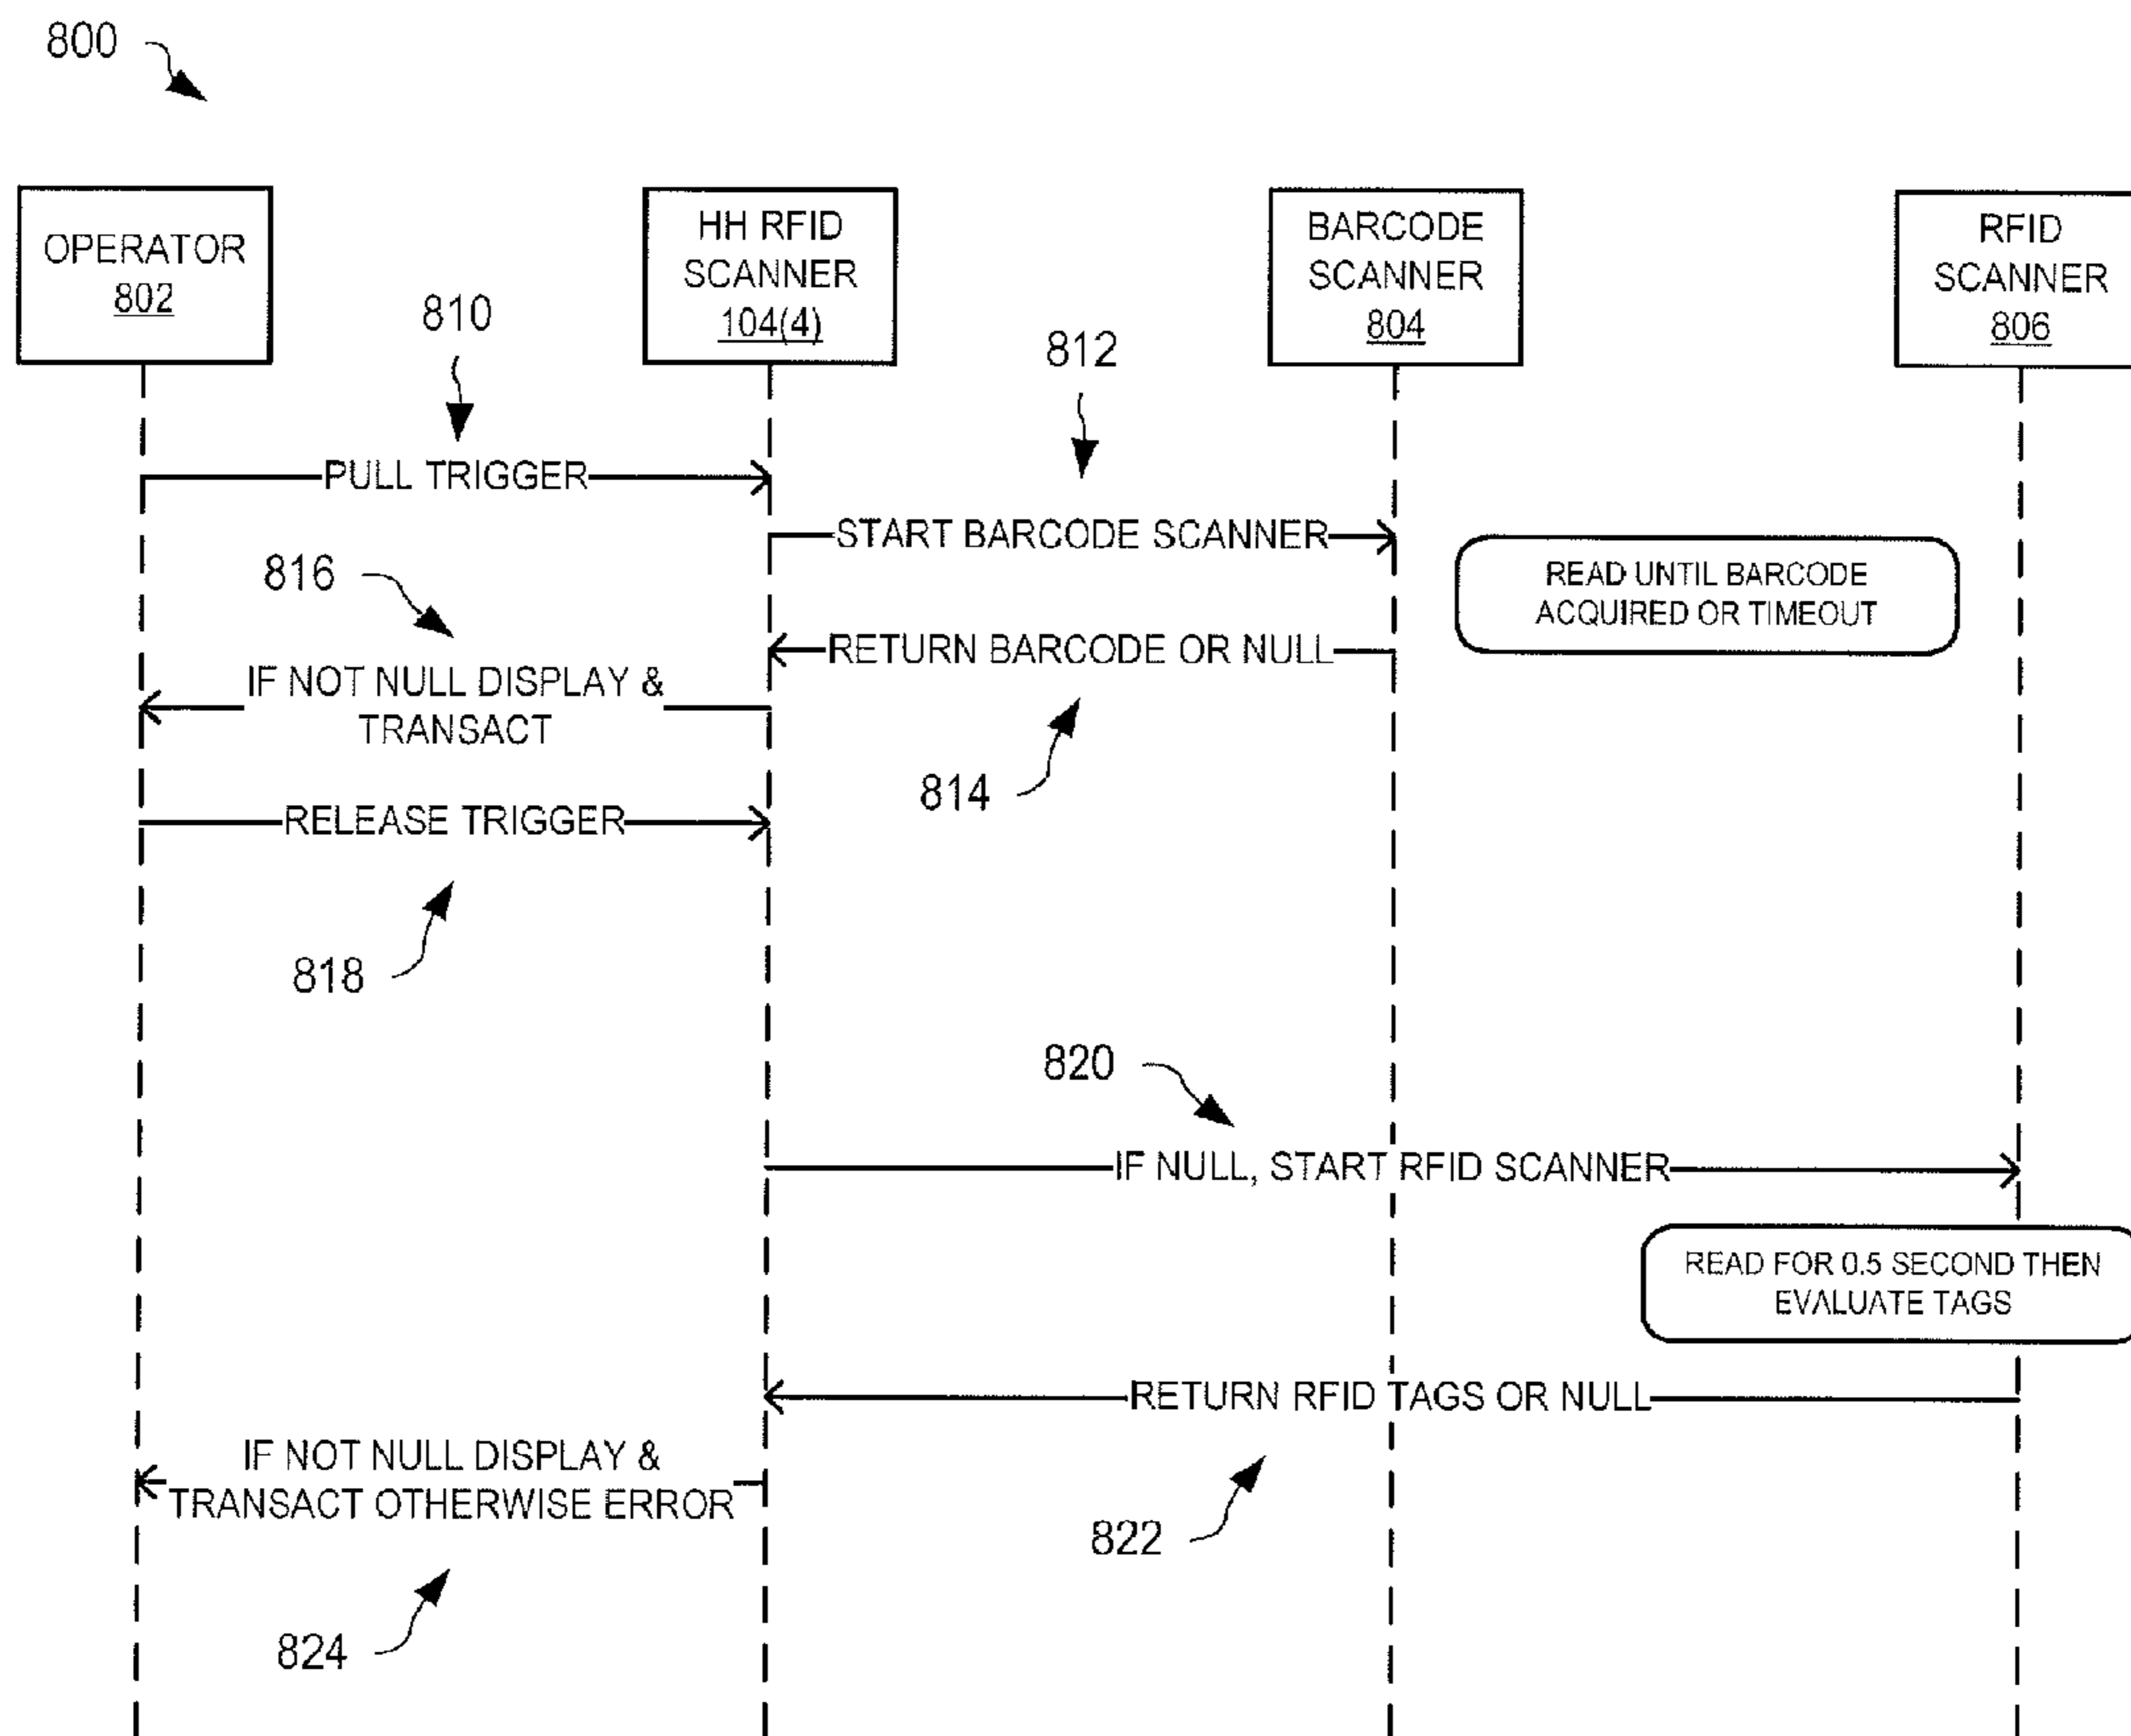 800
OPERATOR
802
HH RFID
SCANNER
104(4)
BARCODE
SCANNER
804
RFID
SCANNER
806
810
812
PULL TRIGGER
START BARCODE SCANNER
816
READ UNTIL BARCODE
ACQUIRED OR TIMEOUT
RETURN BARCODE OR NULL
IF NOT NULL DISPLAY &
TRANSACT
814
RELEASE TRIGGER
818
820
IF NULL, START RFID SCANNER
READ FOR 0.5 SECOND THEN
EVALUATE TAGS
RETURN RFID TAGS OR NULL
IF NOT NULL DISPLAY &
TRANSACT OTHERWISE ERROR
822
824